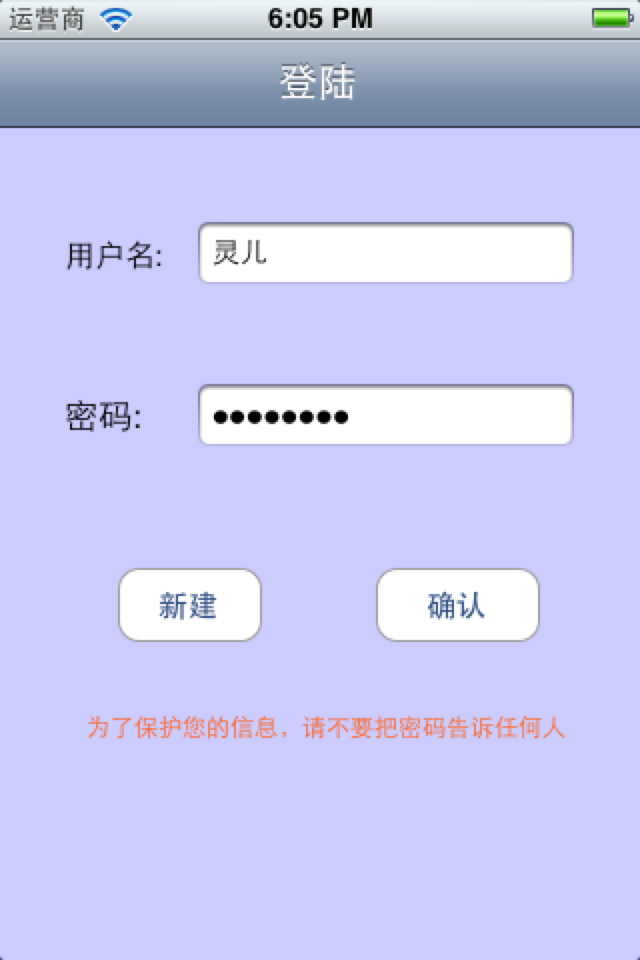 运营商 6:05 PM
登陆
用户名: 灵儿
密码: ●●●●●●●●
新建 确认
为了保护您的信息，请不要把密码告诉任何人